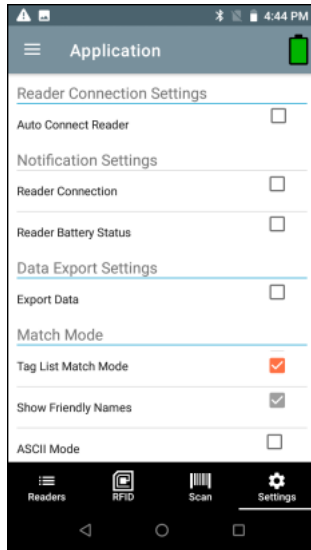 4:44 PM
Application
Reader Connection Settings
Auto Connect Reader
Notification Settings
Reader Connection
Reader Battery Status
Data Export Settings
Export Data
Match Mode
Tag List Match Mode
Show Friendly Names
ASCII Mode
Readers RFID Scan Settings